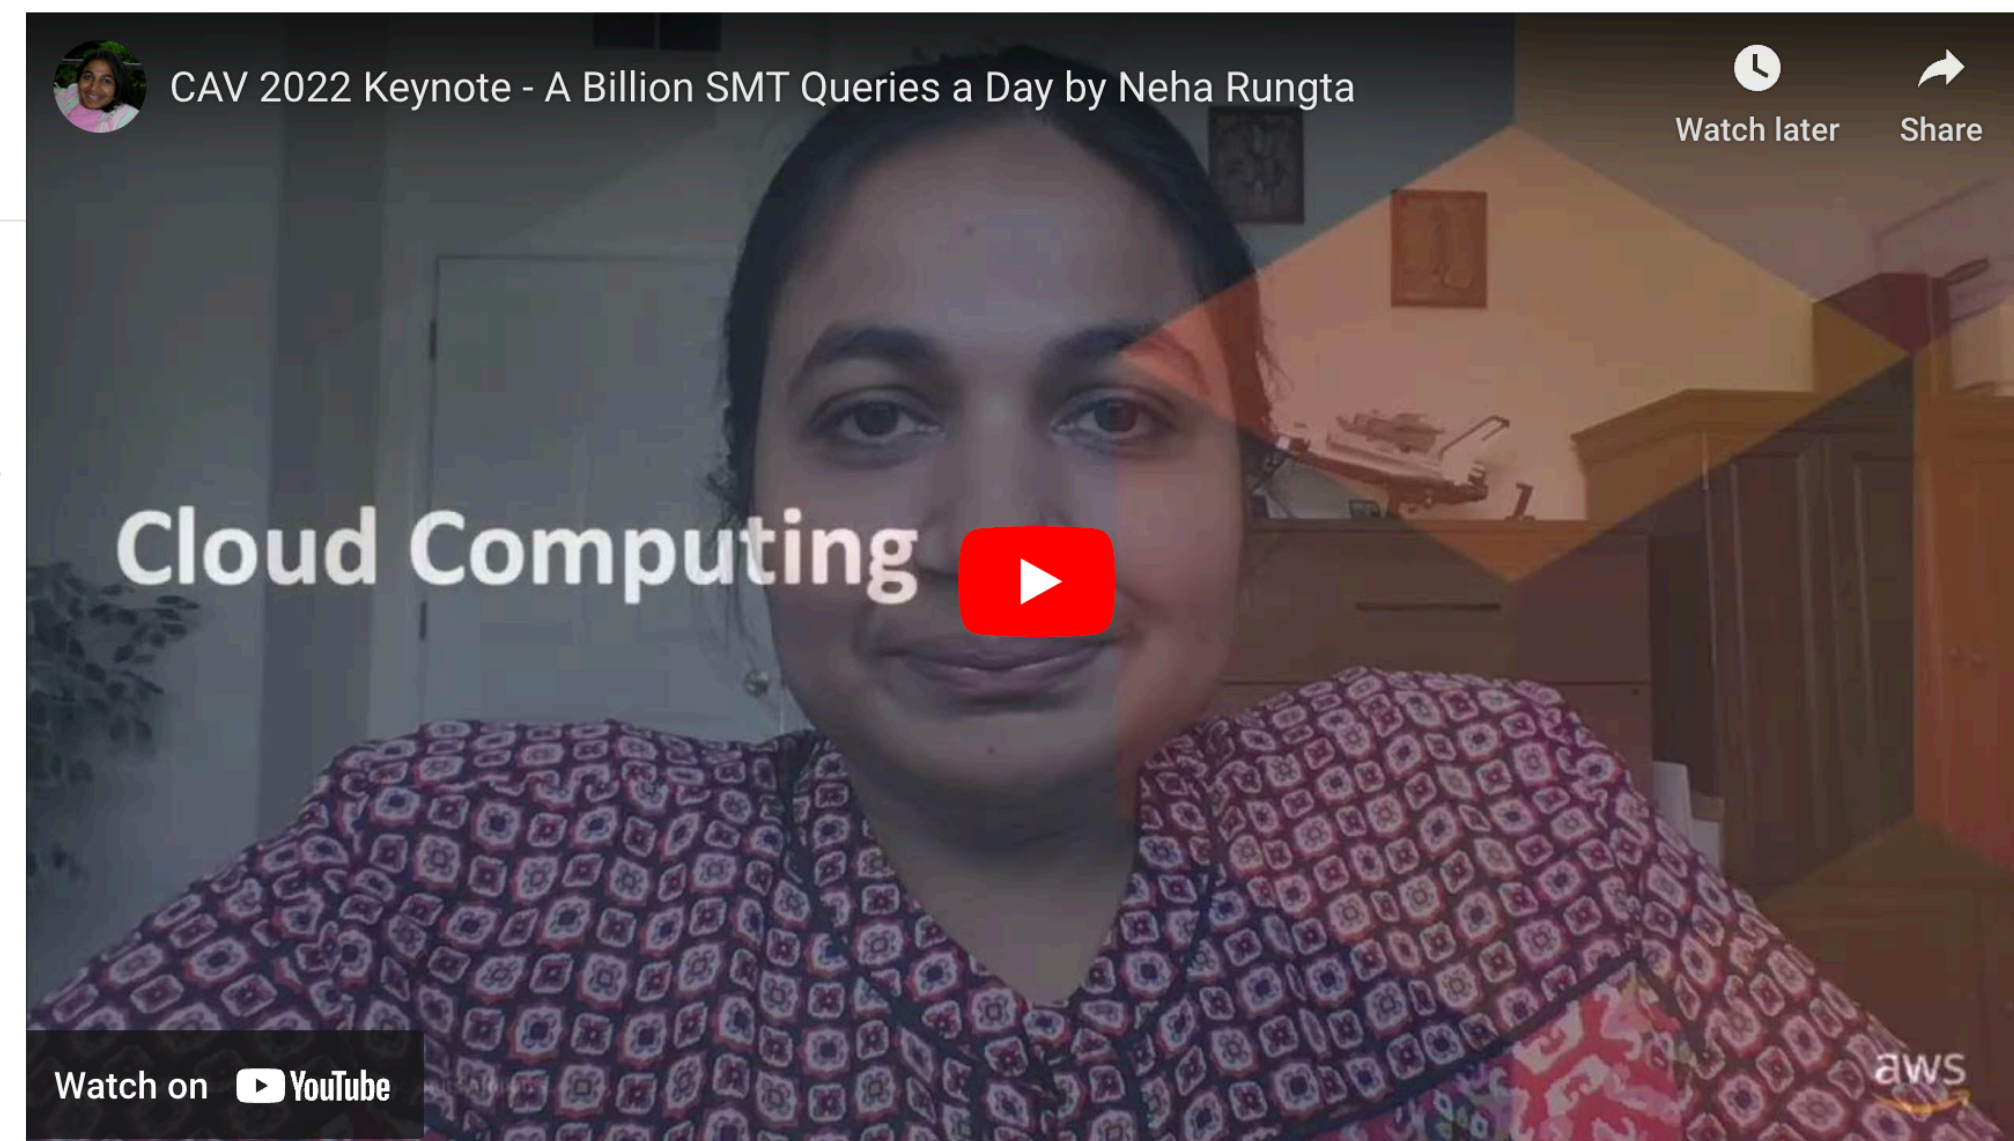 CAV 2022 Keynote - A Billion SMT Queries a Day by Neha Rungta
Watch later
Share
Cloud Computing
Watch on YouTube
aws